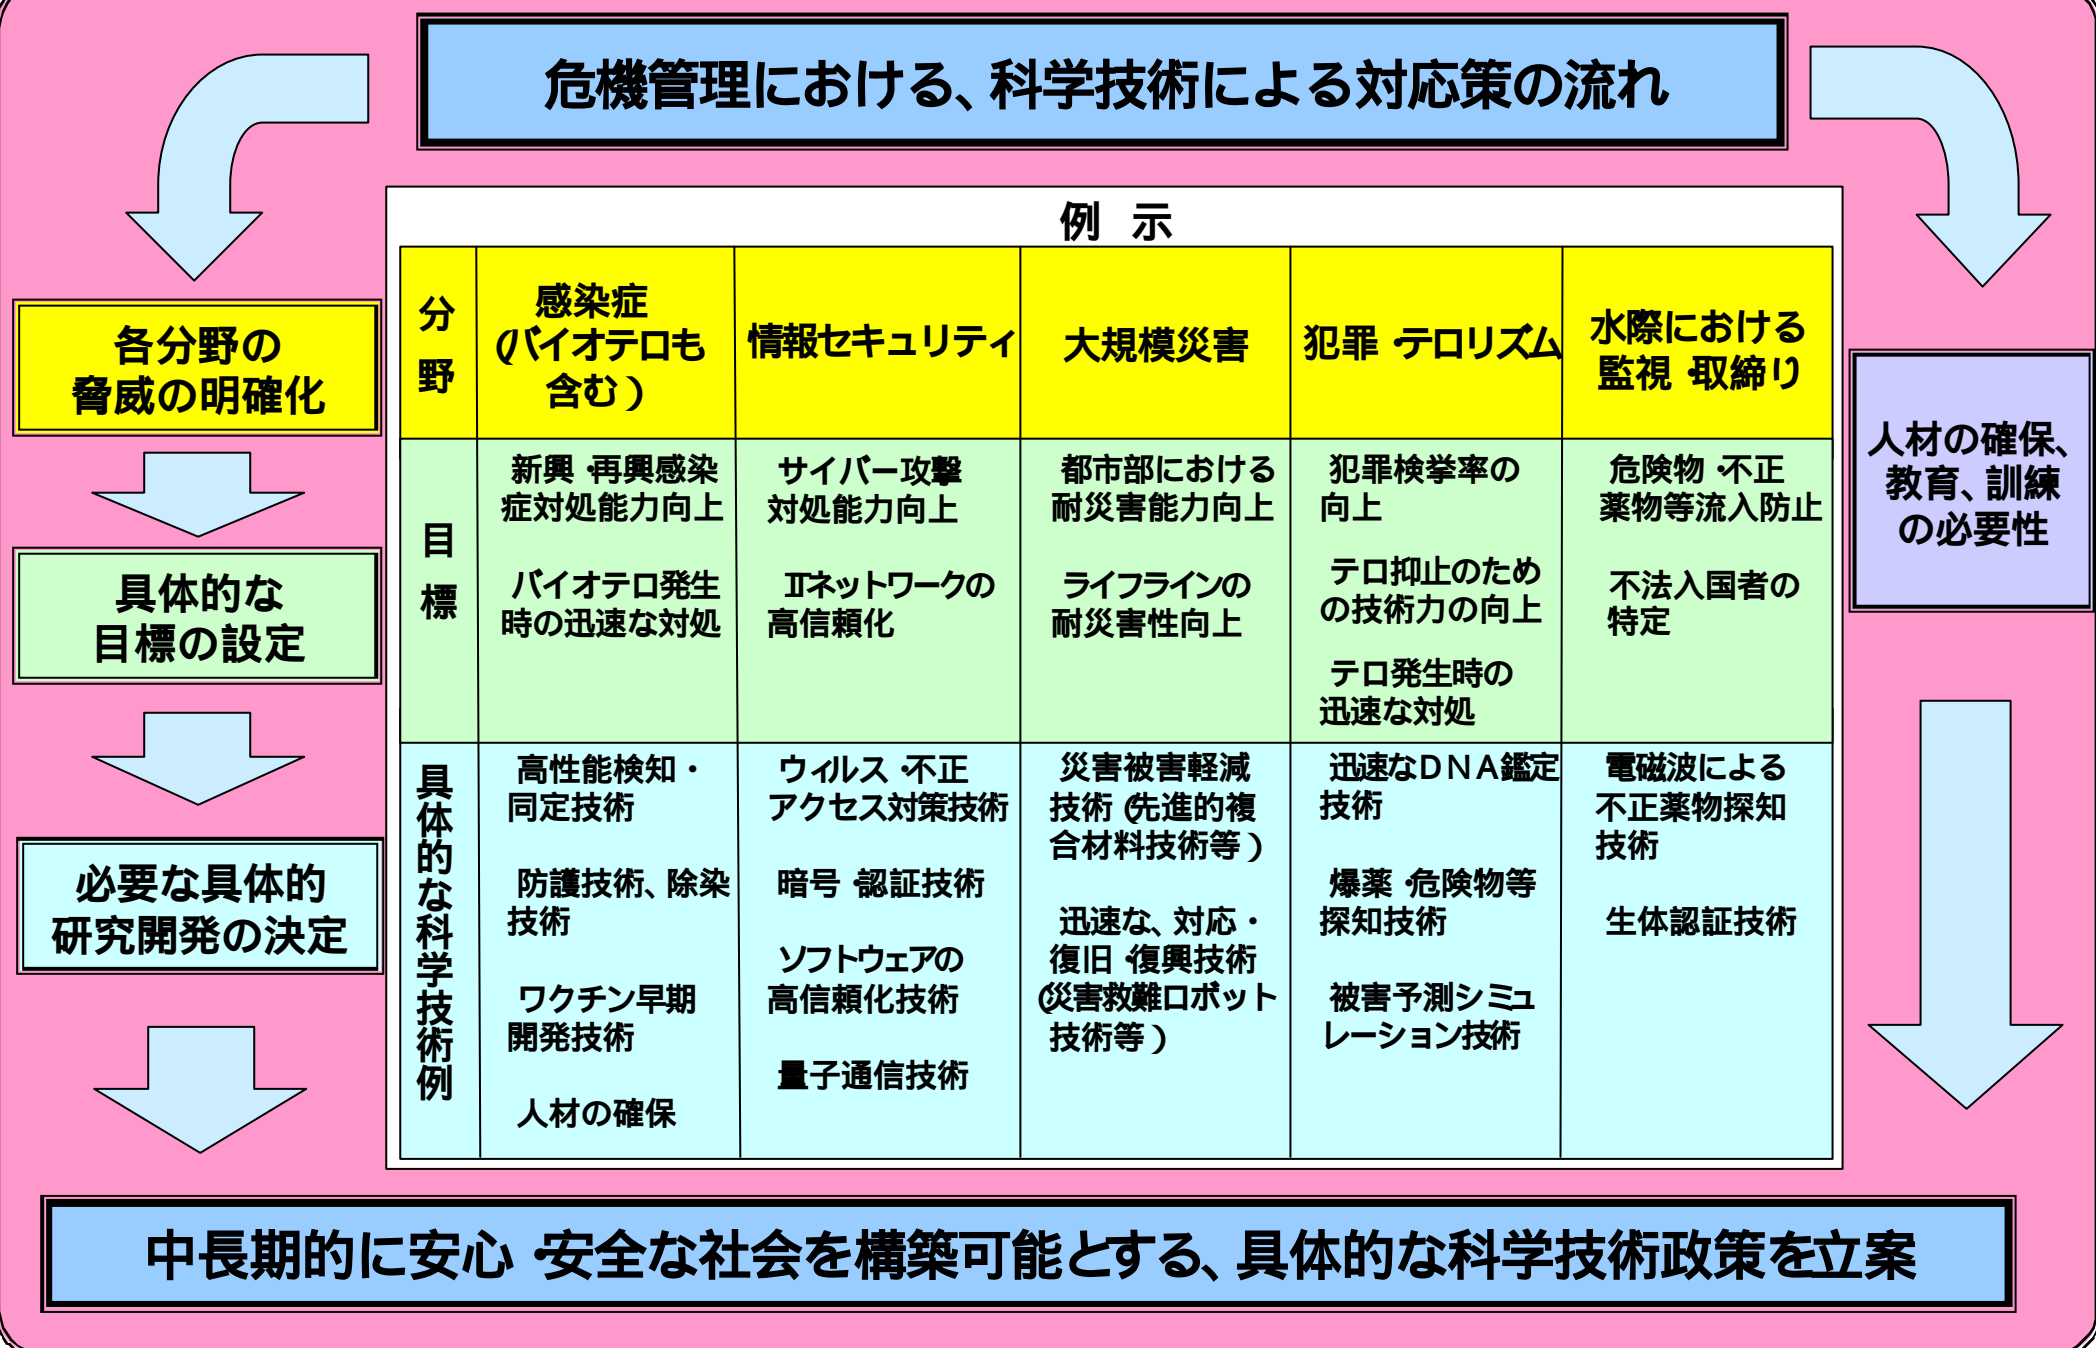 危機管理における、科学技術による対応策の流れ
各分野の
脅威の明確化
具体的な
目標の設定
必要な具体的
研究開発の決定
例 示
分野
感染症
(バイオテロも
含む)
情報セキュリティ
大規模災害
犯罪・テロリズム
水際における
監視・取締り
目標
新興・再興感染
症対処能力向上
バイオテロ発生
時の迅速な対処
サイバー攻撃
対処能力向上
ITネットワークの
高信頼化
都市部における
耐災害能力向上
ライフラインの
耐災害性向上
犯罪検挙率の
向上
テロ抑止のため
の技術力の向上
テロ発生時の
迅速な対処
危険物・不正
薬物等流入防止
不法入国者の
特定
具体的な科学技術例
高性能検知・
同定技術
防護技術、除染
技術
ワクチン早期
開発技術
人材の確保
ウィルス・不正
アクセス対策技術
暗号・認証技術
ソフトウェアの
高信頼化技術
量子通信技術
災害被害軽減
技術(先進的複
合材料技術等)
迅速な、対応・
復旧・復興技術
(災害救難ロボット
技術等)
迅速なDNA鑑定
技術
爆薬・危険物等
探知技術
被害予測シミュ
レーション技術
電磁波による
不正薬物探知
技術
生体認証技術
人材の確保、
教育、訓練
の必要性
中長期的に安心・安全な社会を構築可能とする、具体的な科学技術政策を立案